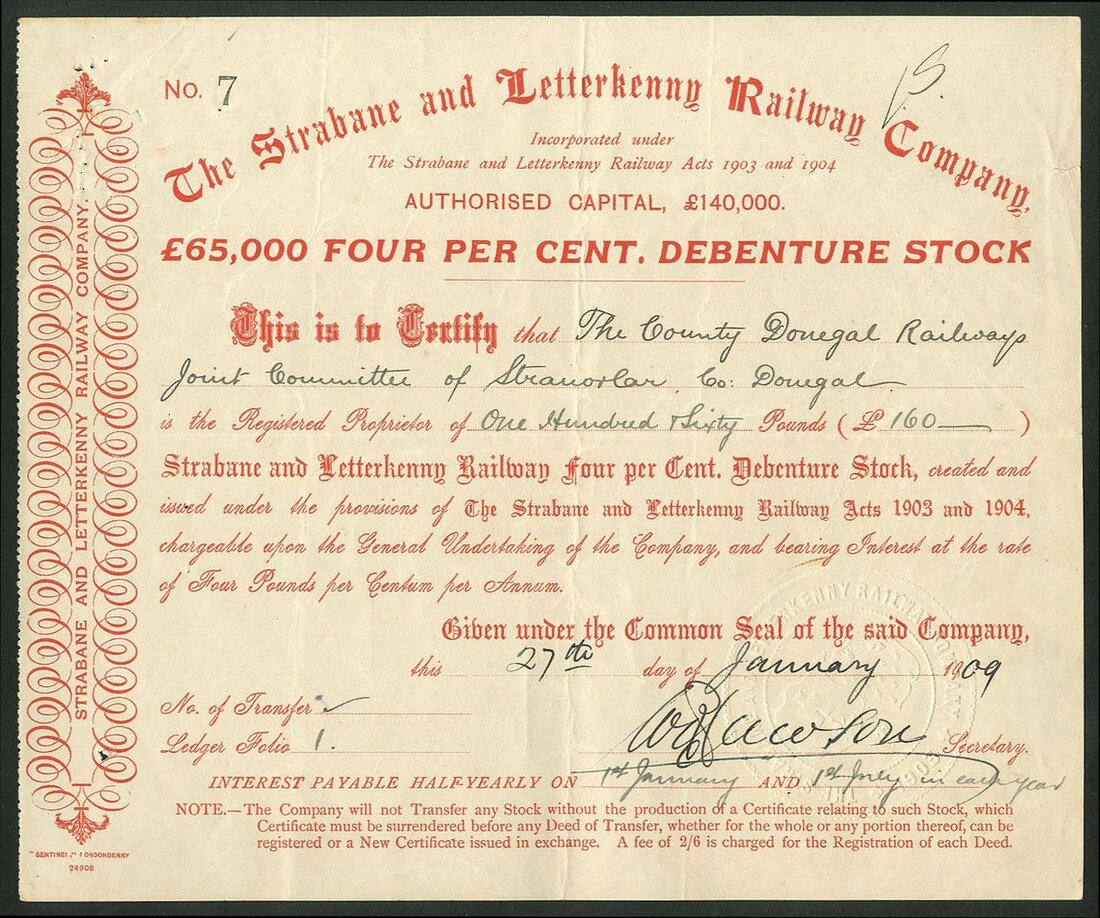 No. 7
The Strabane and Letterkenny Railway Company,
Incorporated under
The Strabane and Letterkenny Railway Acts 1903 and 1904
AUTHORISED CAPITAL, £140,000.
£65,000 FOUR PER CENT. DEBENTURE STOCK
This is to Certify that The County Donegal Railways
Joint Committee of Stranorlar, Co: Donegal
is the Registered Proprietor of One Hundred & Sixty Pounds (£ 160 —)
Strabane and Letterkenny Railway Four per Cent. Debenture Stock, created and
issued under the provisions of The Strabane and Letterkenny Railway Acts 1903 and 1904,
chargeable upon the General Undertaking of the Company, and bearing Interest at the rate
of Four Pounds per Centum per Annum.
Given under the Common Seal of the said Company,
this 27th day of January 1909
No. of Transfer
Ledger Folio 1.
Secretary.
INTEREST PAYABLE HALF-YEARLY ON 1st January AND 1st July in each year
NOTE.—The Company will not Transfer any Stock without the production of a Certificate relating to such Stock, which
Certificate must be surrendered before any Deed of Transfer, whether for the whole or any portion thereof, can be
registered or a New Certificate issued in exchange. A fee of 2/6 is charged for the Registration of each Deed.
STRABANE AND LETTERKENNY RAILWAY COMPANY.
"SENTINEL," LONDONDERRY
24908